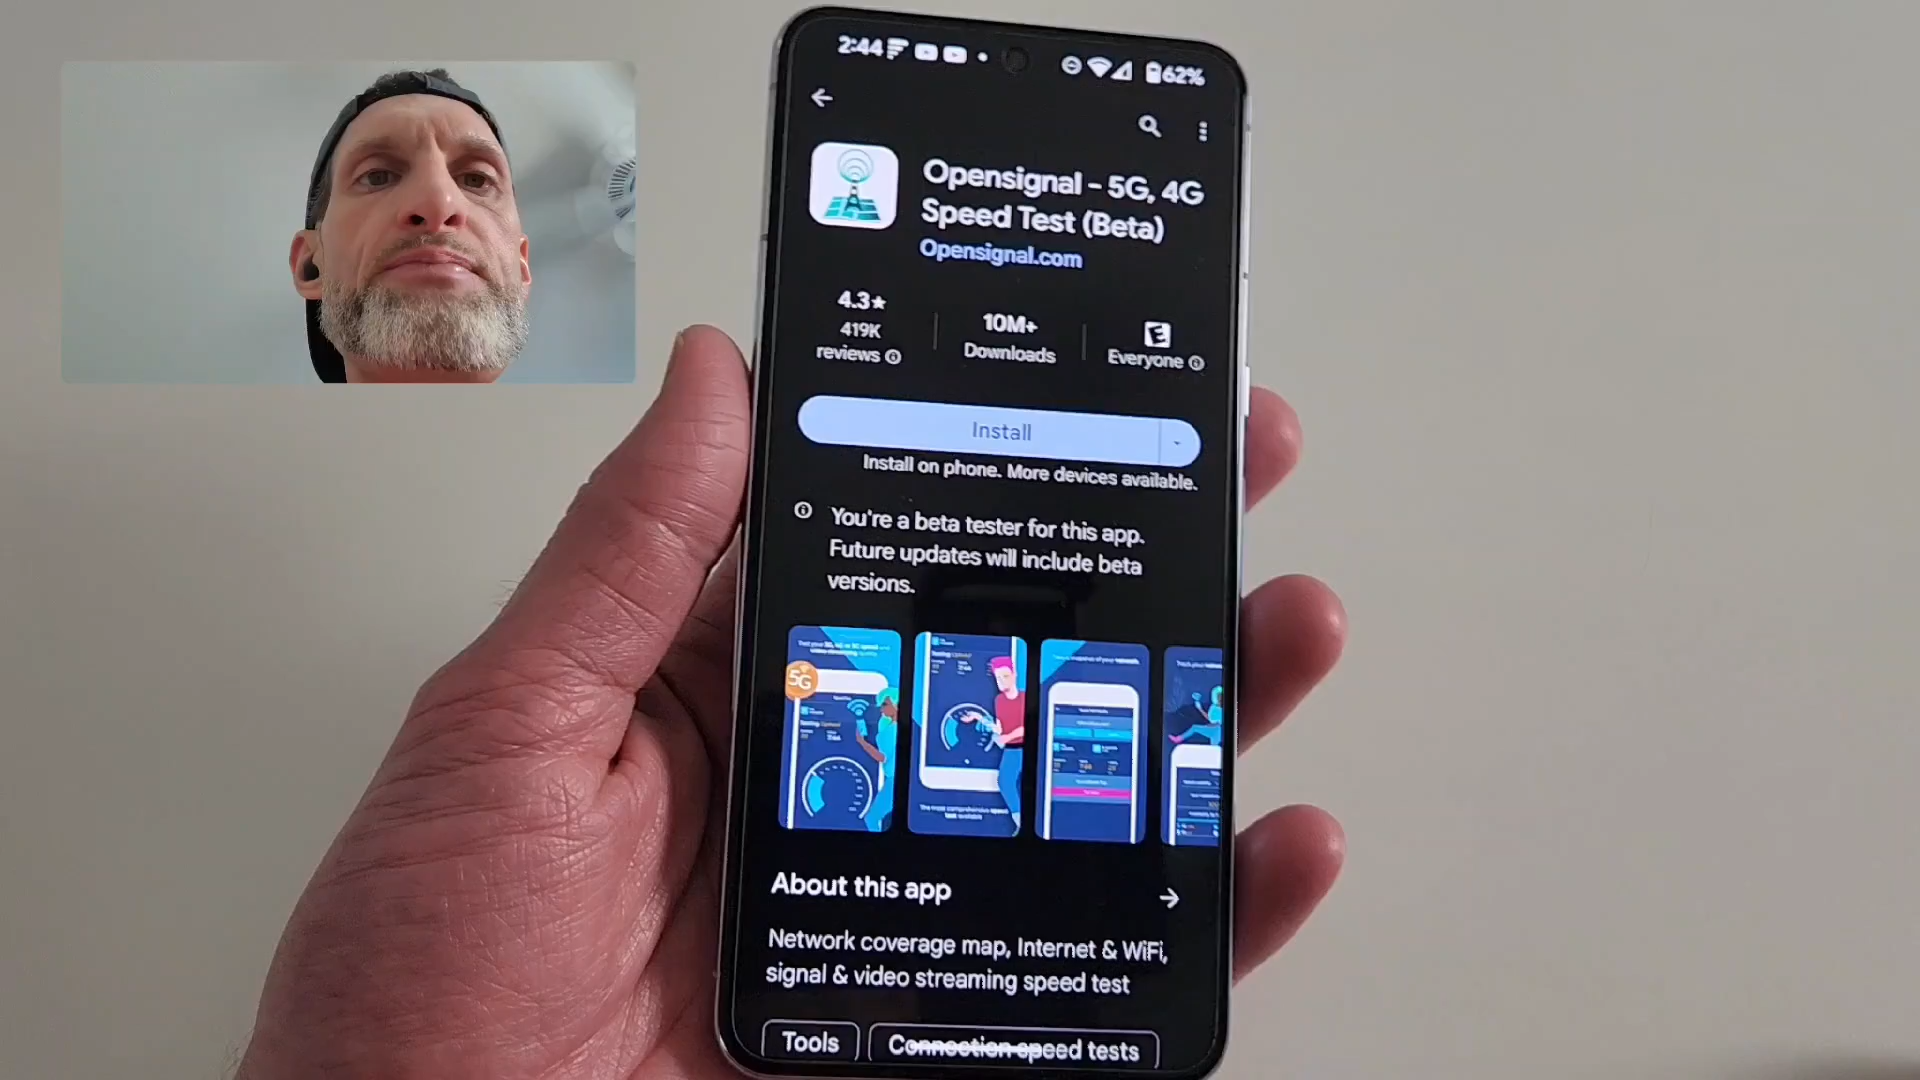 2:44
62%
Opensignal - 5G, 4G
Speed Test (Beta)
Opensignal.com
4.3★
419K
reviews
10M+
Downloads
E
Everyone
Install
Install on phone. More devices available.
You're a beta tester for this app.
Future updates will include beta
versions.
5G
About this app
Network coverage map, Internet & WiFi,
signal & video streaming speed test
Tools
Connection speed tests